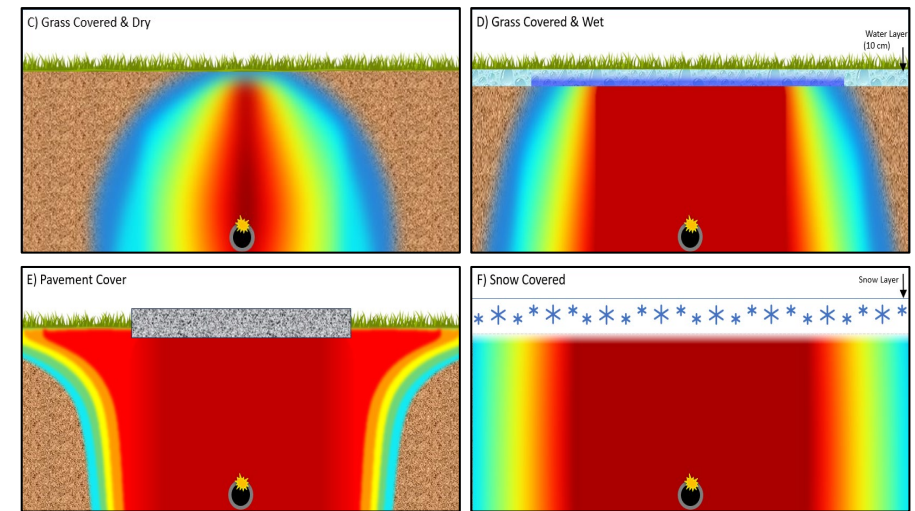 C) Grass Covered & Dry
D) Grass Covered & Wet
Water Layer
(10 cm)
E) Pavement Cover
F) Snow Covered
Snow Layer